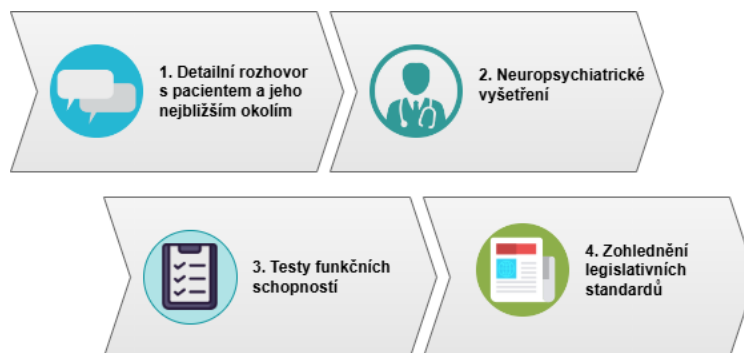 1. Detailní rozhovor
s pacientem a jeho
nejbližším okolím
2. Neuropsychiatrické
vyšetření
3. Testy funkčních
schopností
4. Zohlednění
legislativních
standardů